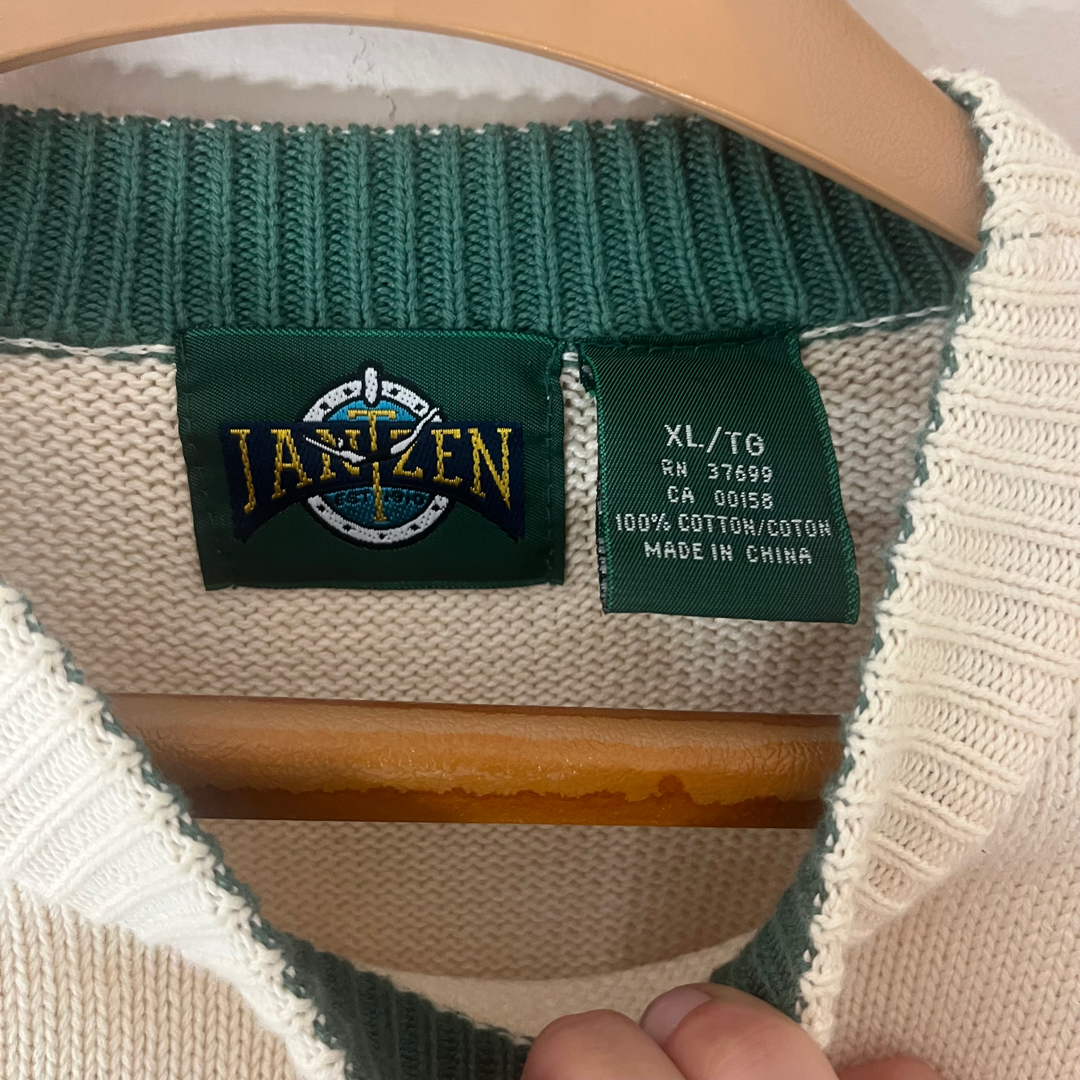 JANTZEN
XL/TG
RN 37699
CA 00158
100% COTTON/COTON
MADE IN CHINA